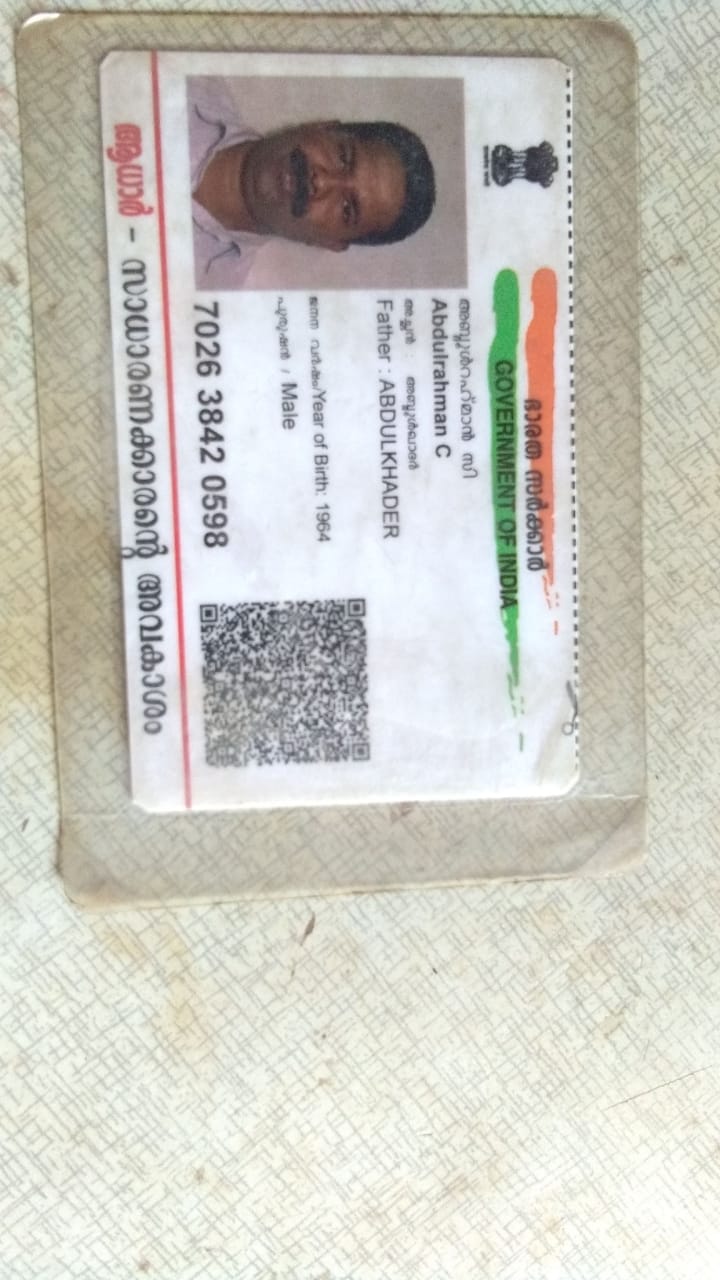 ഭാരത സർക്കാർ
GOVERNMENT OF INDIA
അബ്ദുൾറഹ്മാൻ സി
Abdulrahman C
അച്ഛൻ : അബ്ദുൾഖാദർ
Father : ABDULKHADER
ജനന വർഷം/Year of Birth: 1964
പുരുഷൻ / Male
7026 3842 0598
ആധാർ - സാധാരണക്കാരന്റെ അവകാശം